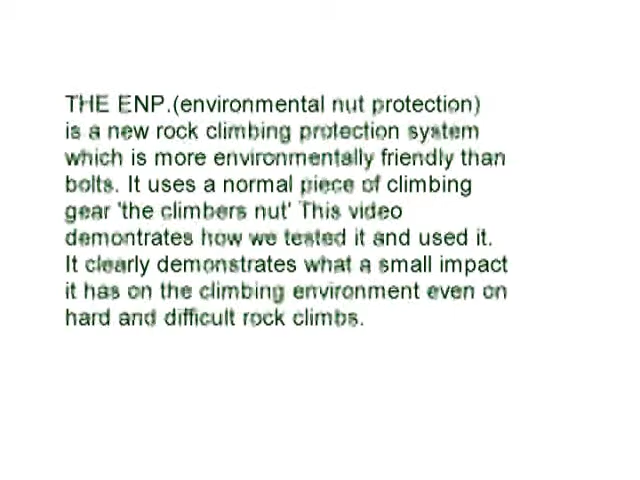 THE ENP.(environmental nut protection)
is a new rock climbing protection system
which is more environmentally friendly than
bolts. It uses a normal piece of climbing
gear 'the climbers nut' This video
demontrates how we tested it and used it.
It clearly demonstrates what a small impact
it has on the climbing environment even on
hard and difficult rock climbs.